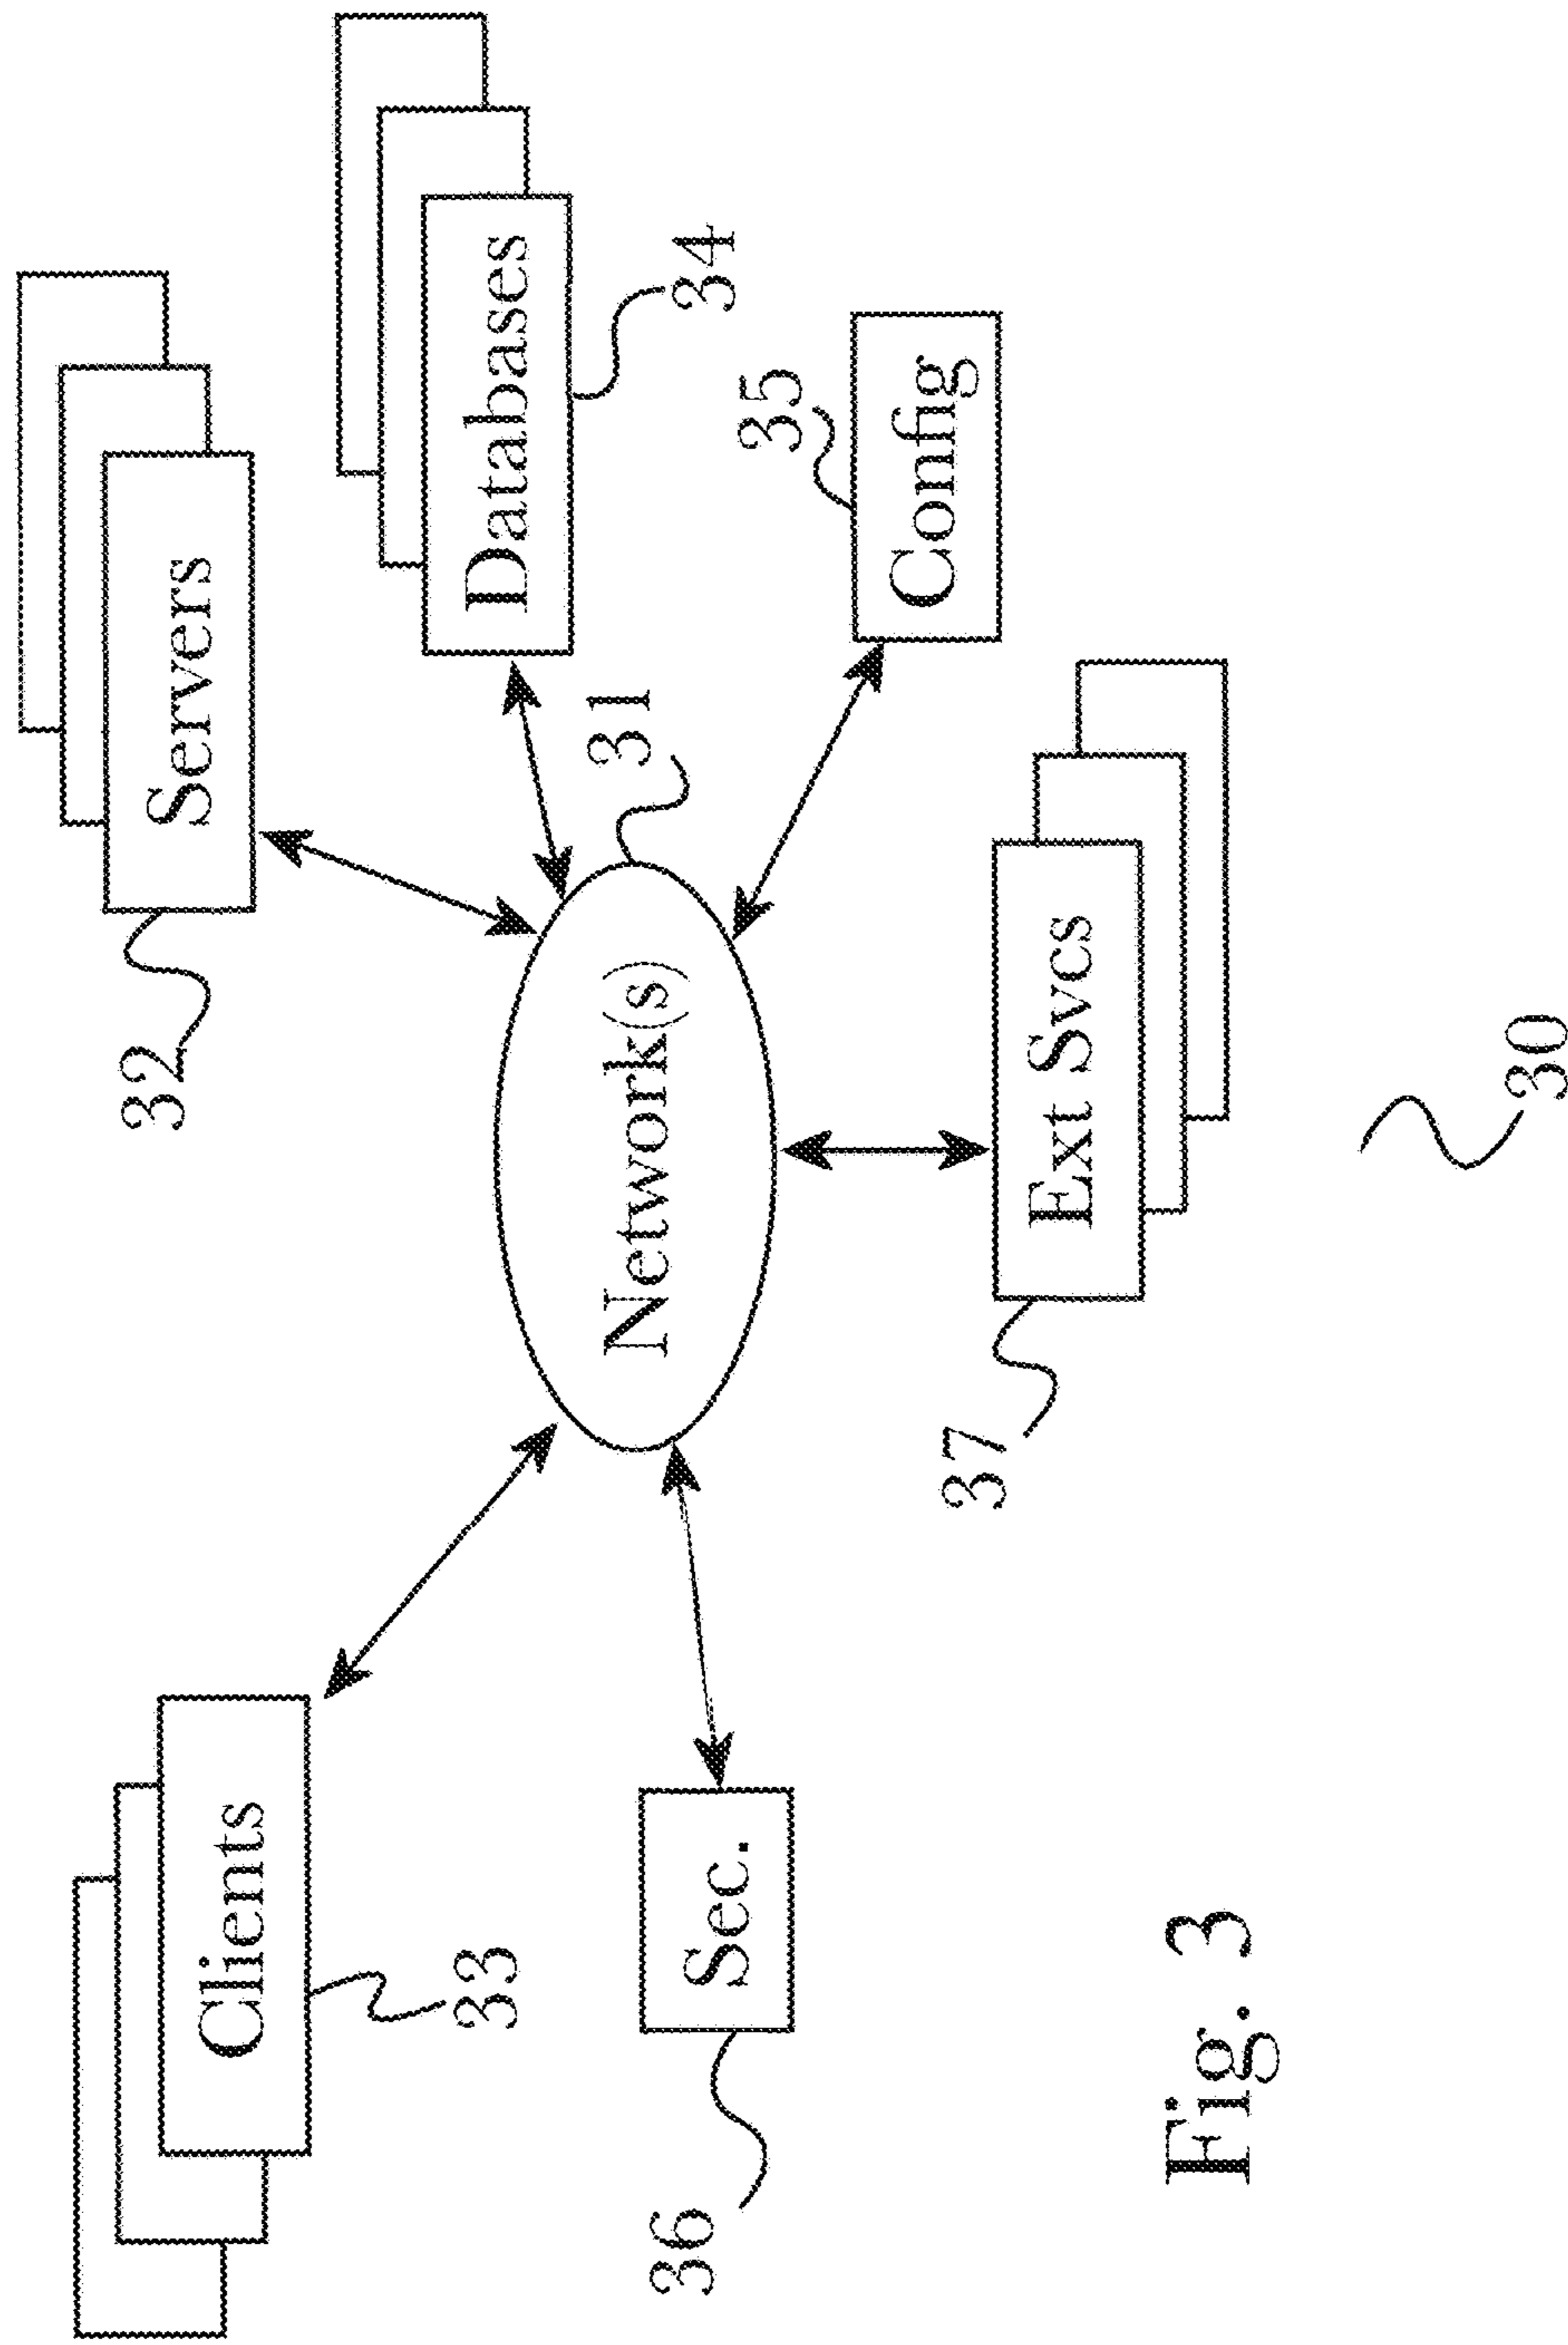 Servers
32
Clients
33
Databases
34
Network(s)
31
35
Config
Sec.
36
Ext Svcs
37
30
Fig. 3